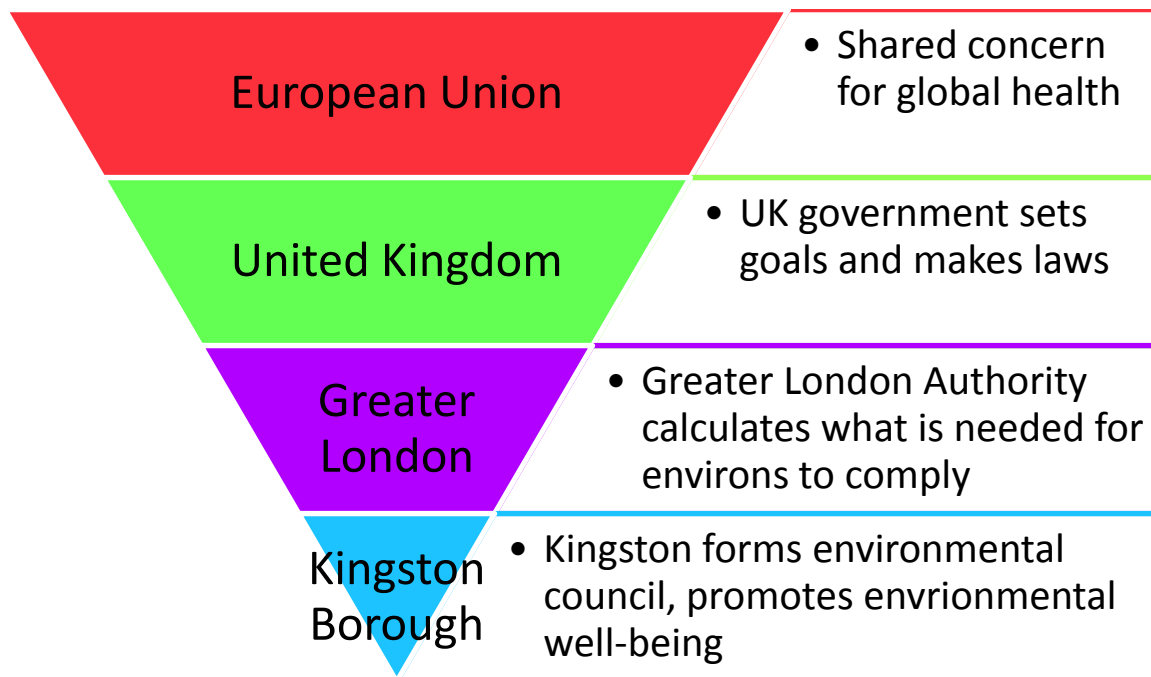 European Union
• Shared concern
for global health
United Kingdom
• UK government sets
goals and makes laws
Greater
London
• Greater London Authority
calculates what is needed for
environs to comply
Kingston
Borough
• Kingston forms environmental
council, promotes envrionmental
well-being